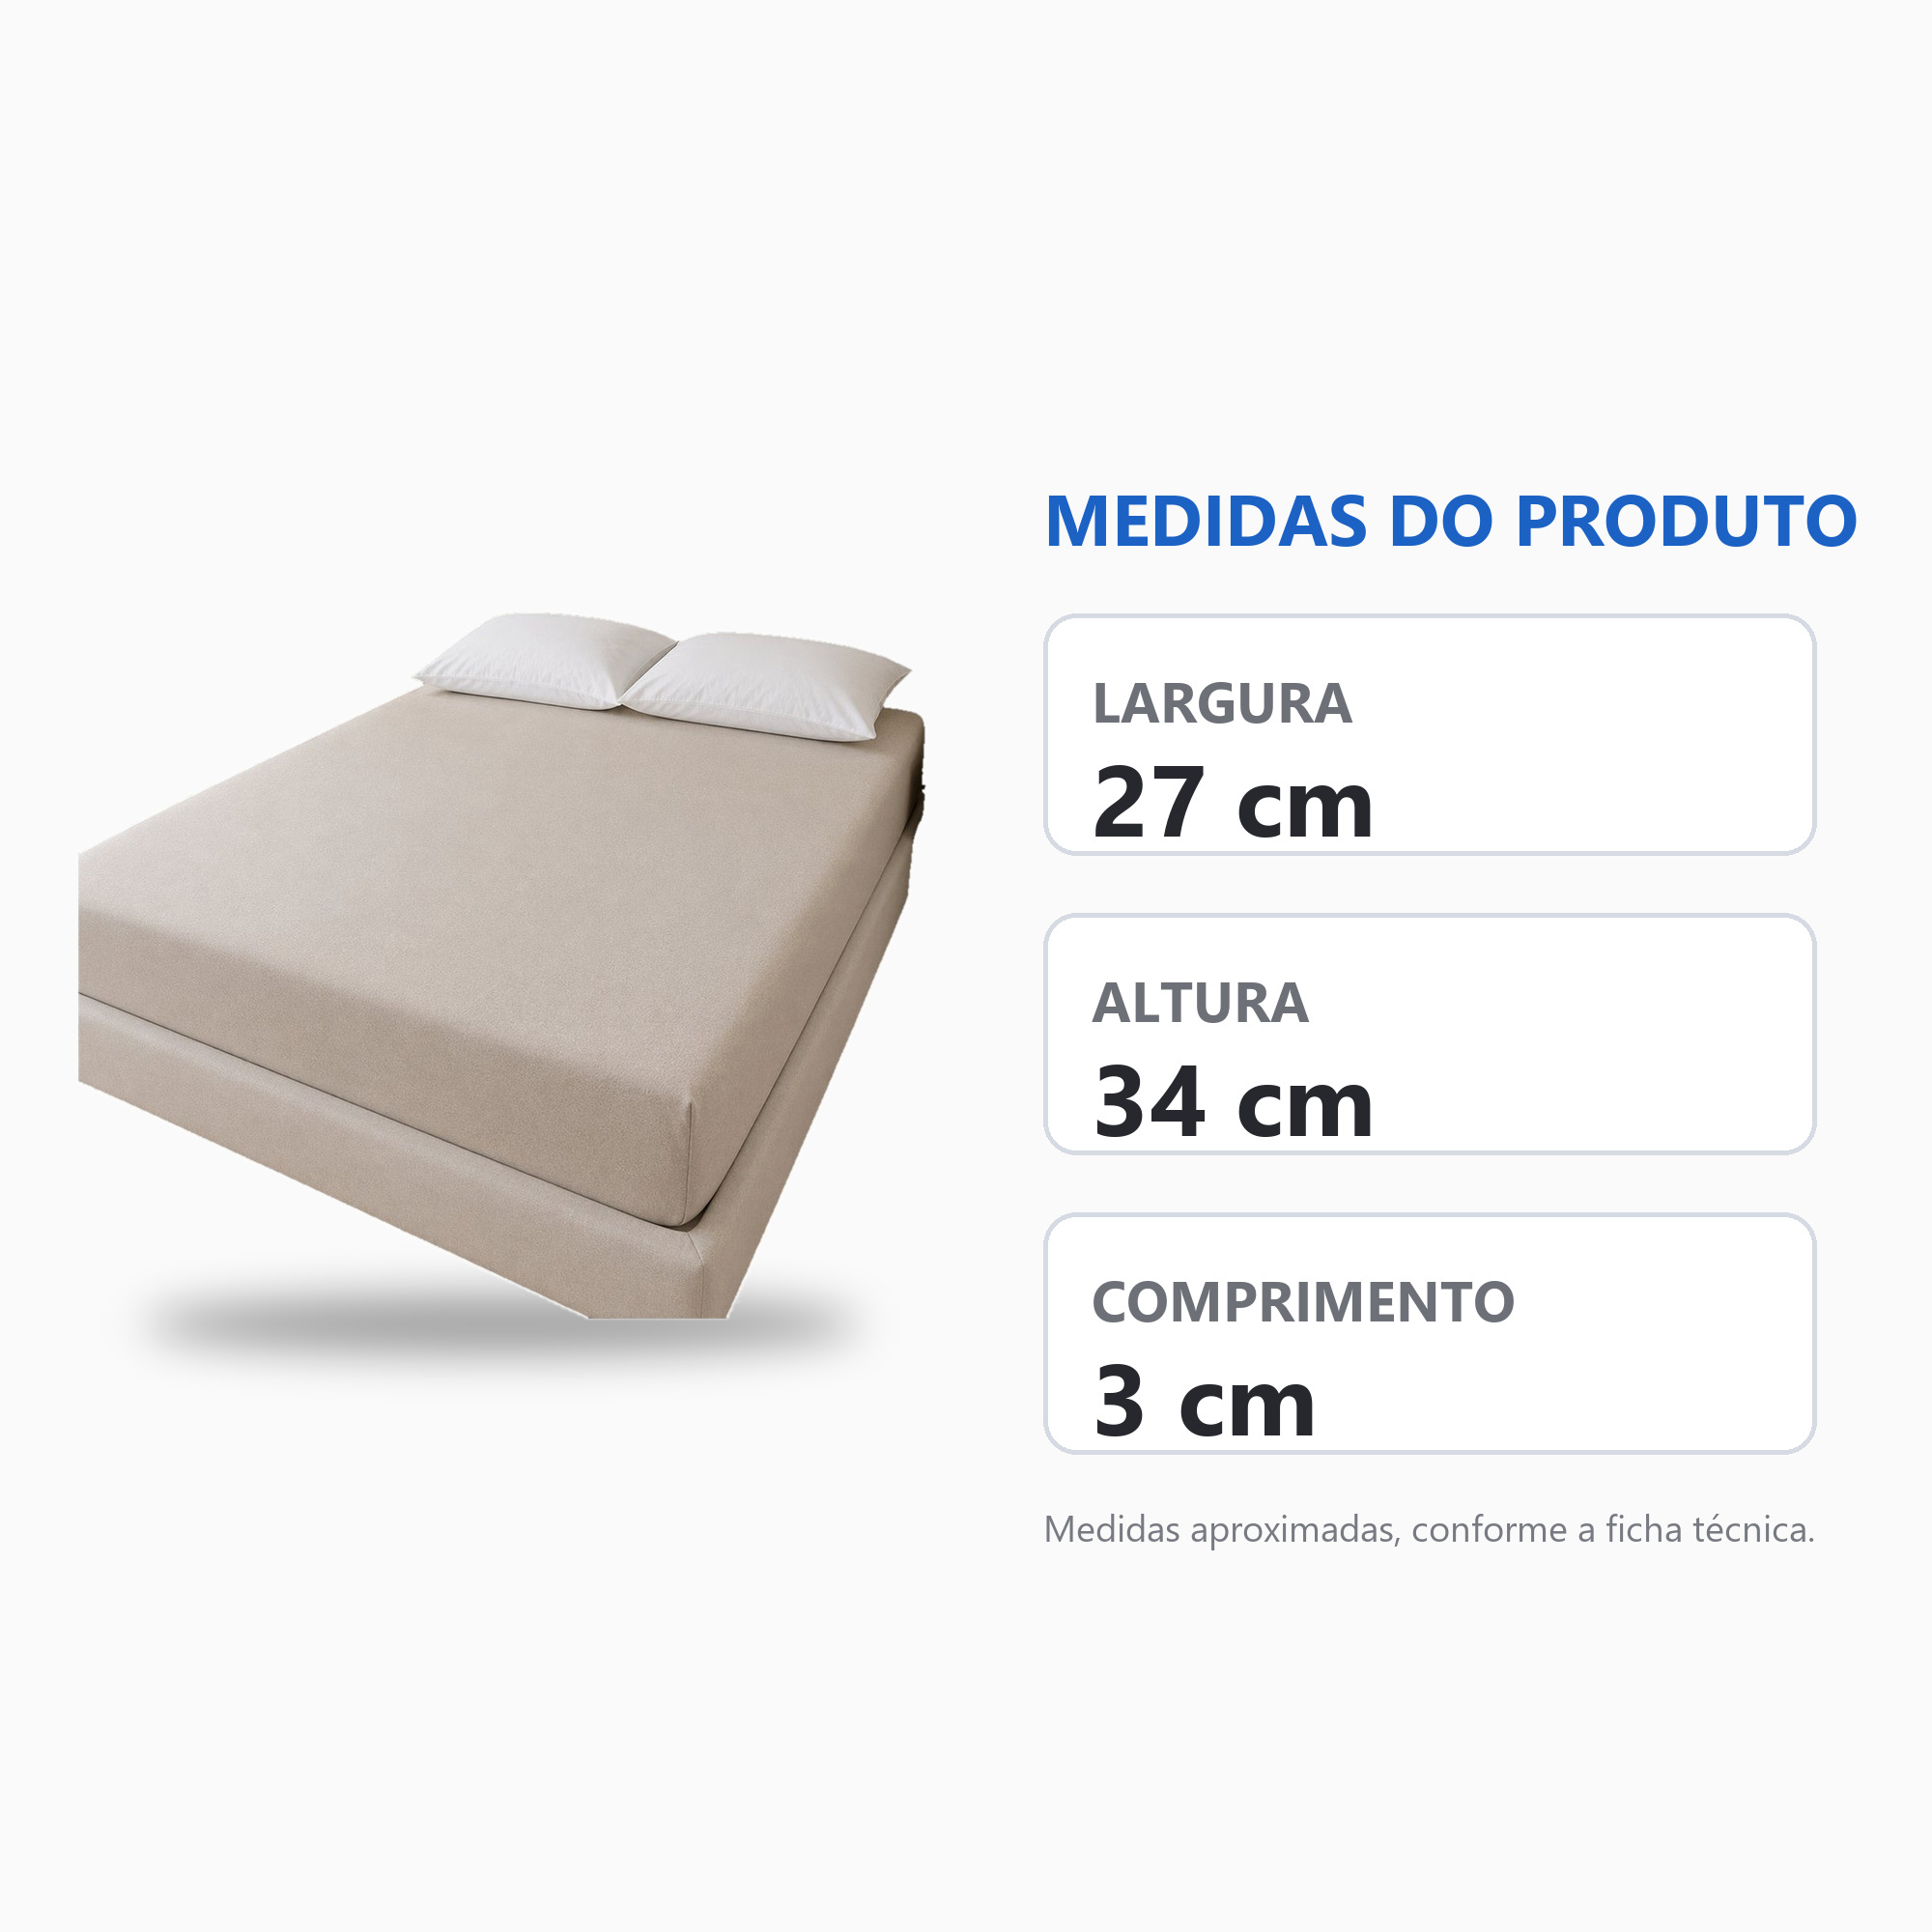 MEDIDAS DO PRODUTO
LARGURA
27 cm
ALTURA
34 cm
COMPRIMENTO
3 cm
Medidas aproximadas, conforme a ficha técnica.